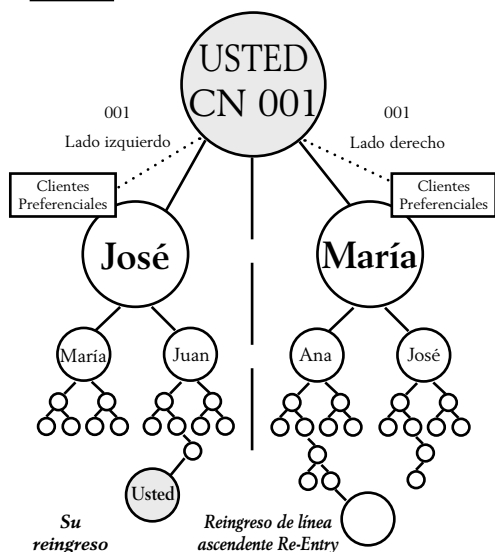 USTED
CN 001
001
Lado izquierdo
001
Lado derecho
Clientes
Preferenciales
Clientes
Preferenciales
José
María
María
Juan
Ana
José
Usted
Su
reingreso
Reingreso de línea
ascendente Re-Entry